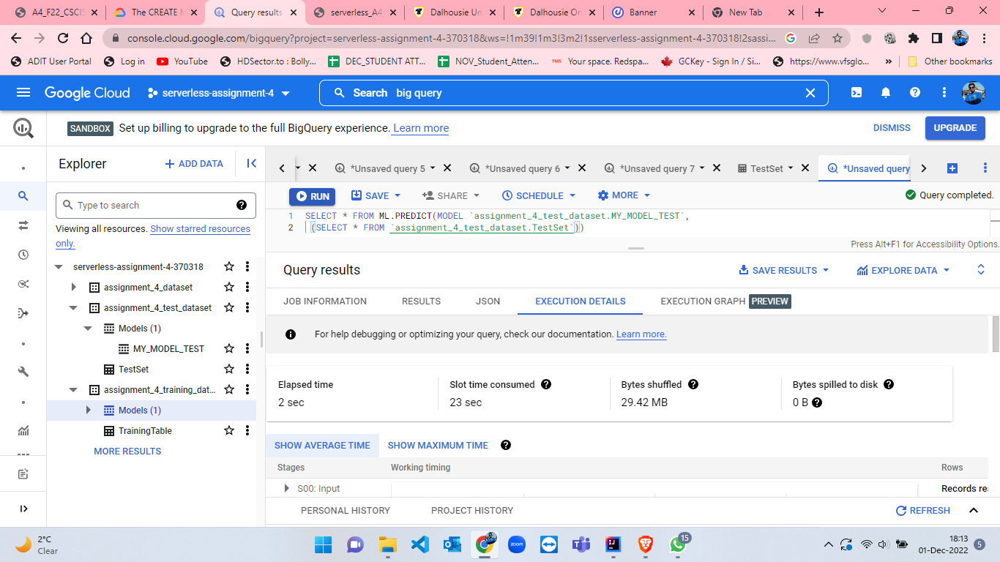 A4_F22_CSCI5
The CREATE M
Query results
serverless_A4
Dalhousie Un
Dalhousie On
Banner
New Tab
console.cloud.google.com/bigquery?project=serverless-assignment-4-370318&ws=!1m39!1m3!3m2!1sserverless-assignment-4-370318!2sassi...
ADIT User Portal
Log in
YouTube
HDSector.to : Bolly...
DEC_STUDENT ATT...
NOV_Student_Atten...
TMS
Your space. Redspa...
GCKey - Sign In / Si...
https://www.vfsglo...
»
Other bookmarks
Google Cloud
serverless-assignment-4
Search big query
SANDBOX Set up billing to upgrade to the full BigQuery experience. Learn more
DISMISS
UPGRADE
Explorer
+ ADD DATA
Type to search
Viewing all resources. Show starred resources
only.
serverless-assignment-4-370318
assignment_4_dataset
assignment_4_test_dataset
Models (1)
MY_MODEL_TEST
TestSet
assignment_4_training_dat...
Models (1)
TrainingTable
MORE RESULTS
*Unsaved query 5
*Unsaved query 6
*Unsaved query 7
TestSet
*Unsaved query
RUN
SAVE
SHARE
SCHEDULE
MORE
Query completed.
1 SELECT * FROM ML.PREDICT(MODEL `assignment_4_test_dataset.MY_MODEL_TEST`,
2 (SELECT * FROM `assignment_4_test_dataset.TestSet`))
Press Alt+F1 for Accessibility Options.
Query results
SAVE RESULTS
EXPLORE DATA
JOB INFORMATION
RESULTS
JSON
EXECUTION DETAILS
EXECUTION GRAPH PREVIEW
For help debugging or optimizing your query, check our documentation. Learn more.
Elapsed time
2 sec
Slot time consumed
23 sec
Bytes shuffled
29.42 MB
Bytes spilled to disk
0 B
SHOW AVERAGE TIME
SHOW MAXIMUM TIME
Stages
Working timing
Rows
S00: Input
Records rea
PERSONAL HISTORY
PROJECT HISTORY
REFRESH
2°C
Clear
zoom
15
18:13
01-Dec-2022
5